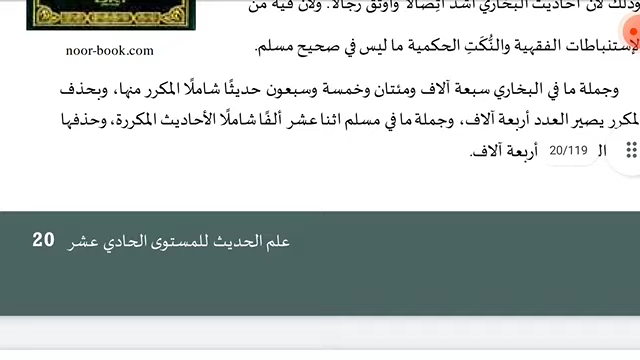 وذلك لأن أحاديث البخاري أشد اتِّصالًا وأوثق رجالًا. ولأن فيه من
noor-book.com
الإستنباطات الفقهية والنُّكَتِ الحكمية ما ليس في صحيح مسلم.
وجملة ما في البخاري سبعة آلاف ومئتان وخمسة وسبعون حديثًا شاملًا المكرر منها، وبحذف
المكرر يصير العدد أربعة آلاف، وجملة ما في مسلم اثنا عشر ألفًا شاملًا الأحاديث المكررة، وحذفها
20/119 أربعة آلاف.
علم الحديث للمستوى الحادي عشر 20